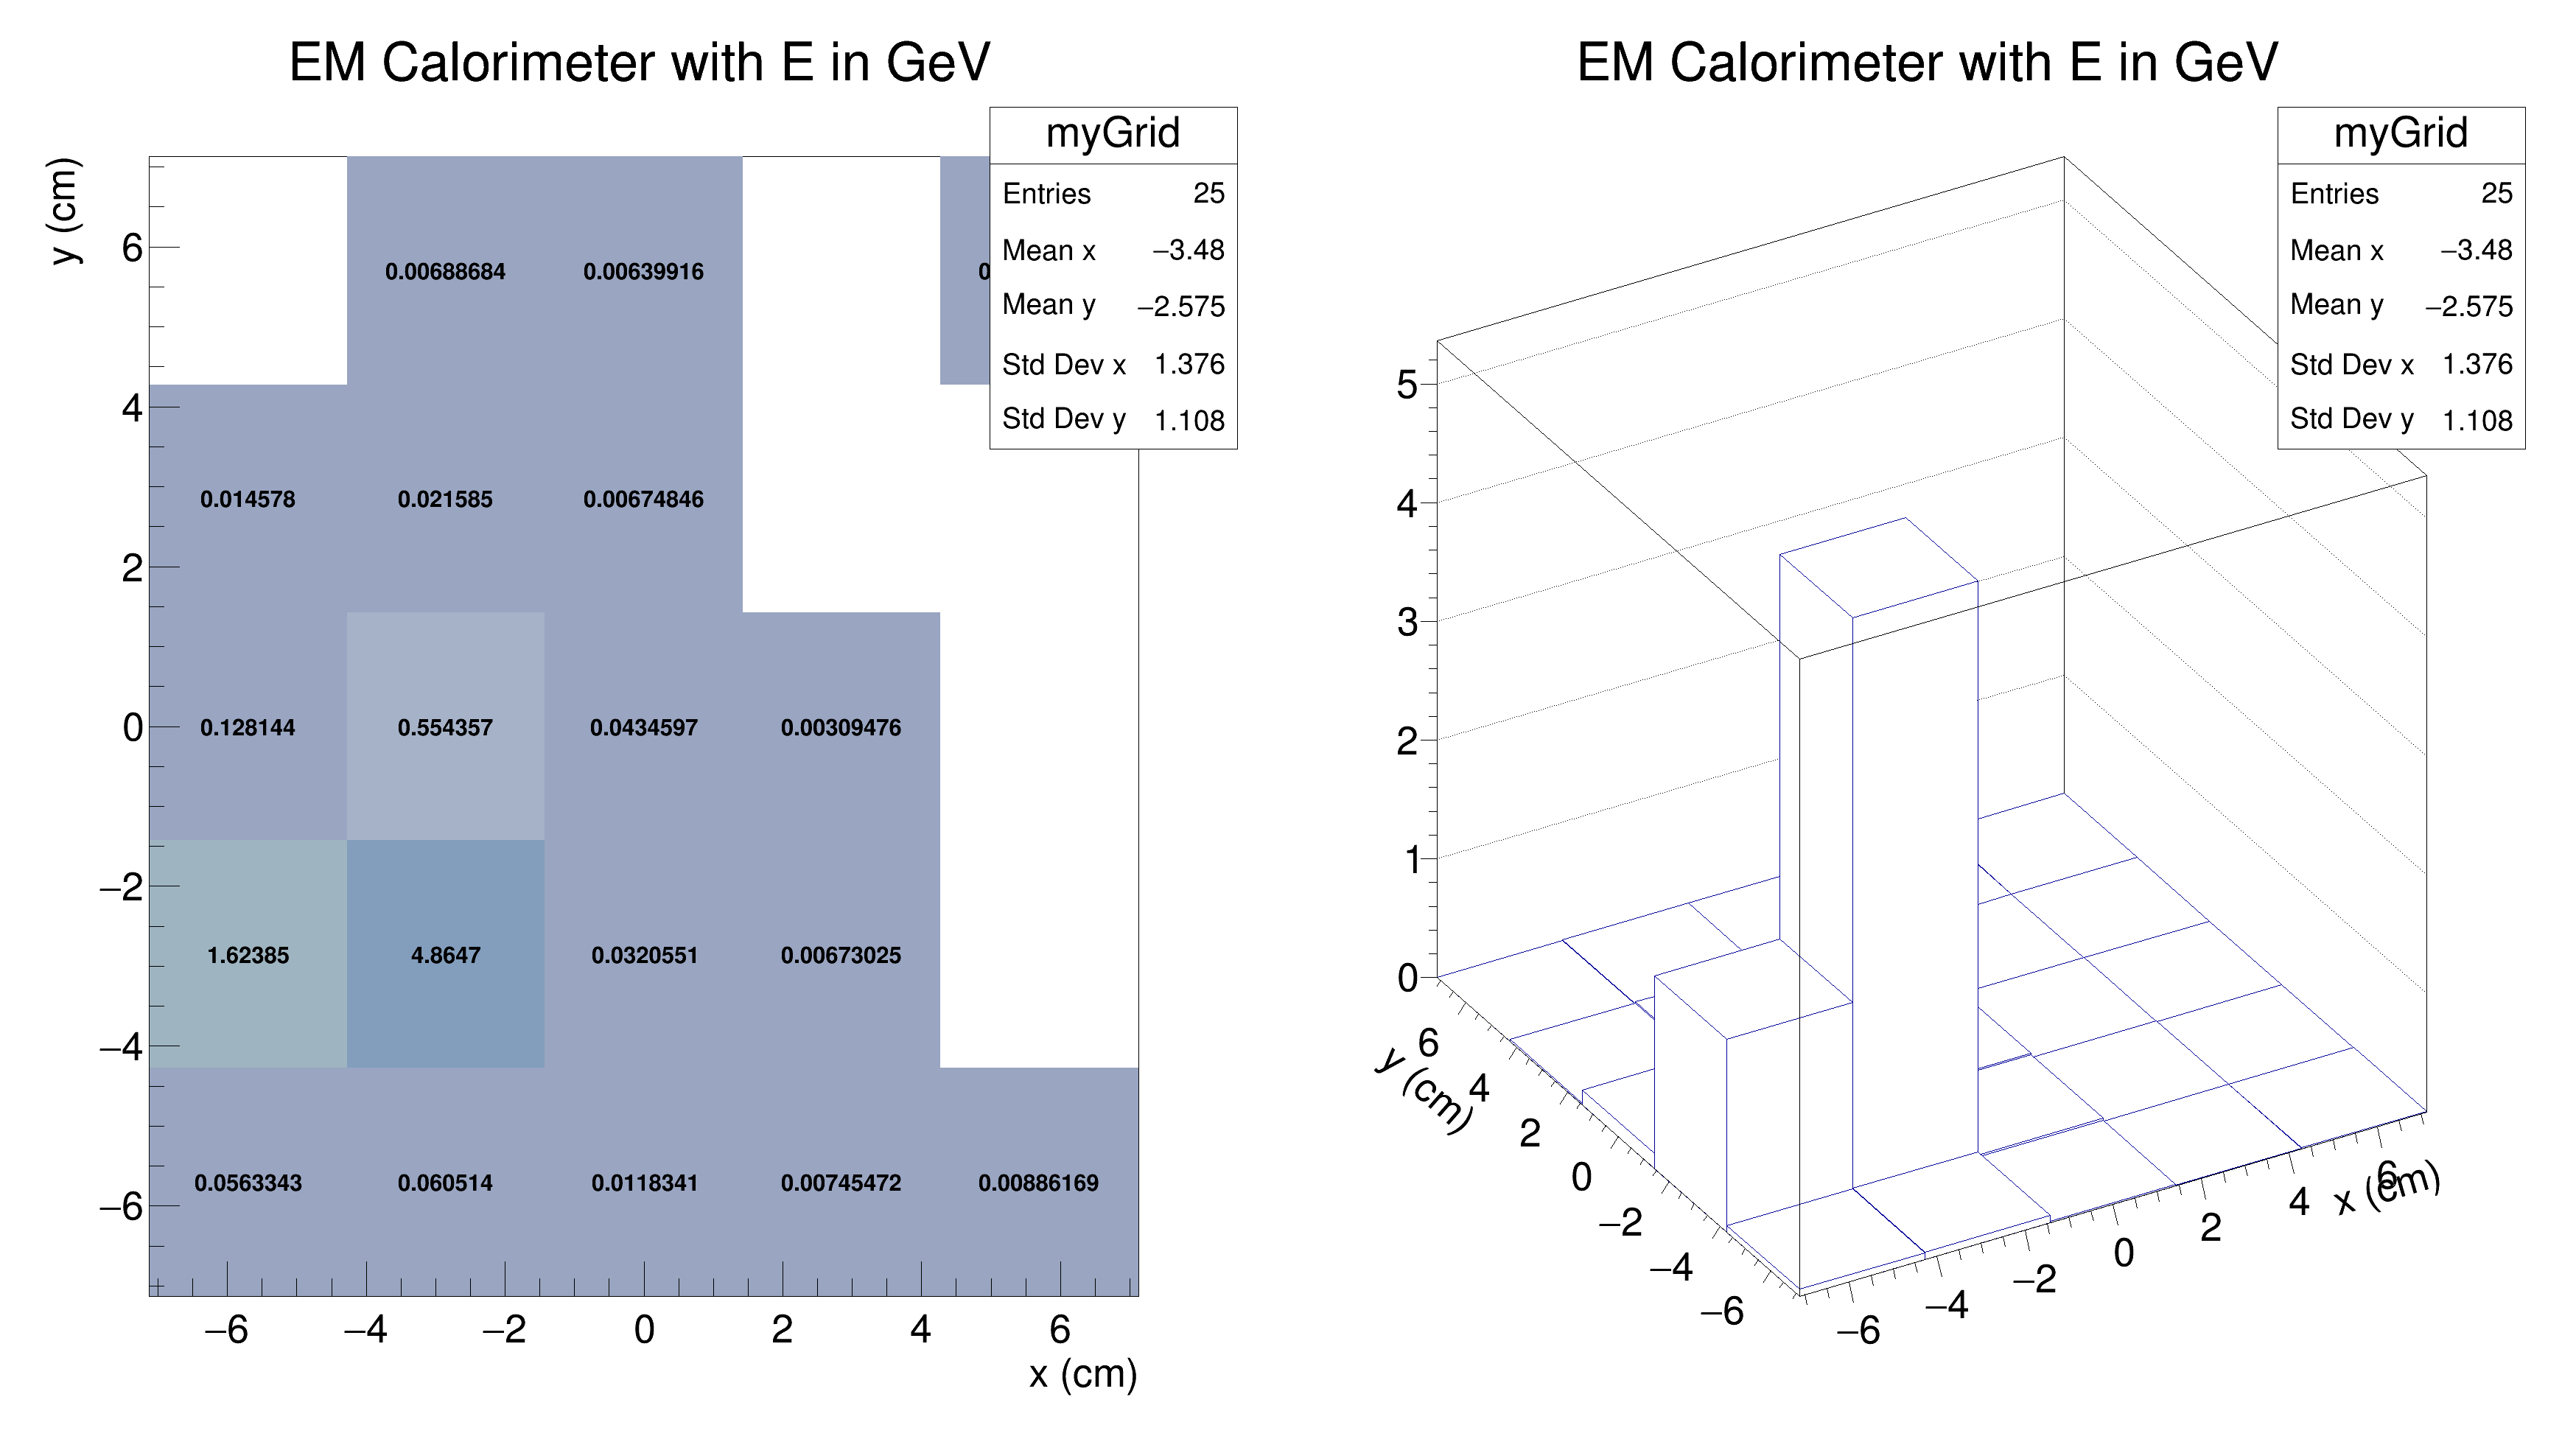 EM Calorimeter with E in GeV
myGrid
Entries 25
Mean x −3.48
Mean y −2.575
Std Dev x 1.376
Std Dev y 1.108
y (cm)
6
4
2
0
−2
−4
−6
0.00688684 0.00639916
0.014578 0.021585 0.00674846
0.128144 0.554357 0.0434597 0.00309476
1.62385 4.8647 0.0320551 0.00673025
0.0563343 0.060514 0.0118341 0.00745472 0.00886169
−6 −4 −2 0 2 4 6
x (cm)
EM Calorimeter with E in GeV
myGrid
Entries 25
Mean x −3.48
Mean y −2.575
Std Dev x 1.376
Std Dev y 1.108
5
4
3
2
1
0
y (cm)
6
4
2
0
−2
−4
−6
−6 −4 −2 0 2 4 6
x (cm)